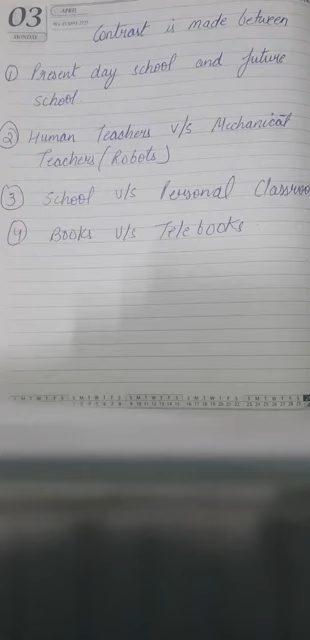 03
APRIL
MONDAY
Contrast is made between
① Present day school and future
school
② Human Teachers v/s Mechanical
Teachers (Robots)
③ School v/s Personal Classroo
④ Books v/s Telebooks.
S M T W T F S S M T W T F S S M T W T F S S M T W T F S S M T W T F S